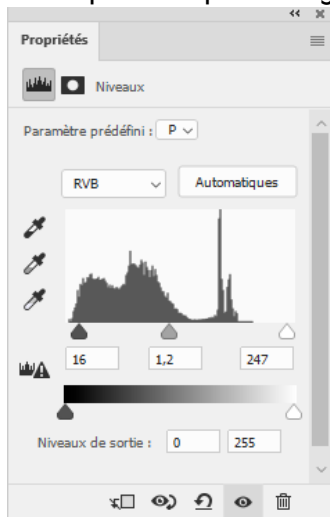 Propriétés
Niveaux
Paramètre prédéfini : P
RVB Automatiques
16 1,2 247
Niveaux de sortie : 0 255